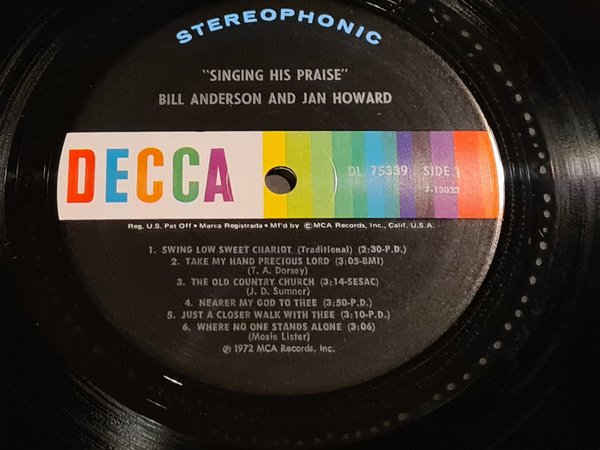 STEREOPHONIC
"SINGING HIS PRAISE"
BILL ANDERSON AND JAN HOWARD
DECCA
DL 75339 SIDE 1
7-13022
Reg. U.S. Pat Off • Marca Registrada • Mf'd by ⓒMCA Records, Inc., Calif. U.S.A.
1. SWING LOW SWEET CHARIOT (Traditional) (2:30-P.D.)
2. TAKE MY HAND PRECIOUS LORD (3:05-BMI)
(T. A. Dorsey)
3. THE OLD COUNTRY CHURCH (3:14-SESAC)
(J. D. Sumner)
4. NEARER MY GOD TO THEE (3:50-P.D.)
5. JUST A CLOSER WALK WITH THEE (3:10-P.D.)
6. WHERE NO ONE STANDS ALONE (3:06)
(Mosie Lister)
℗ 1972 MCA Records, Inc.